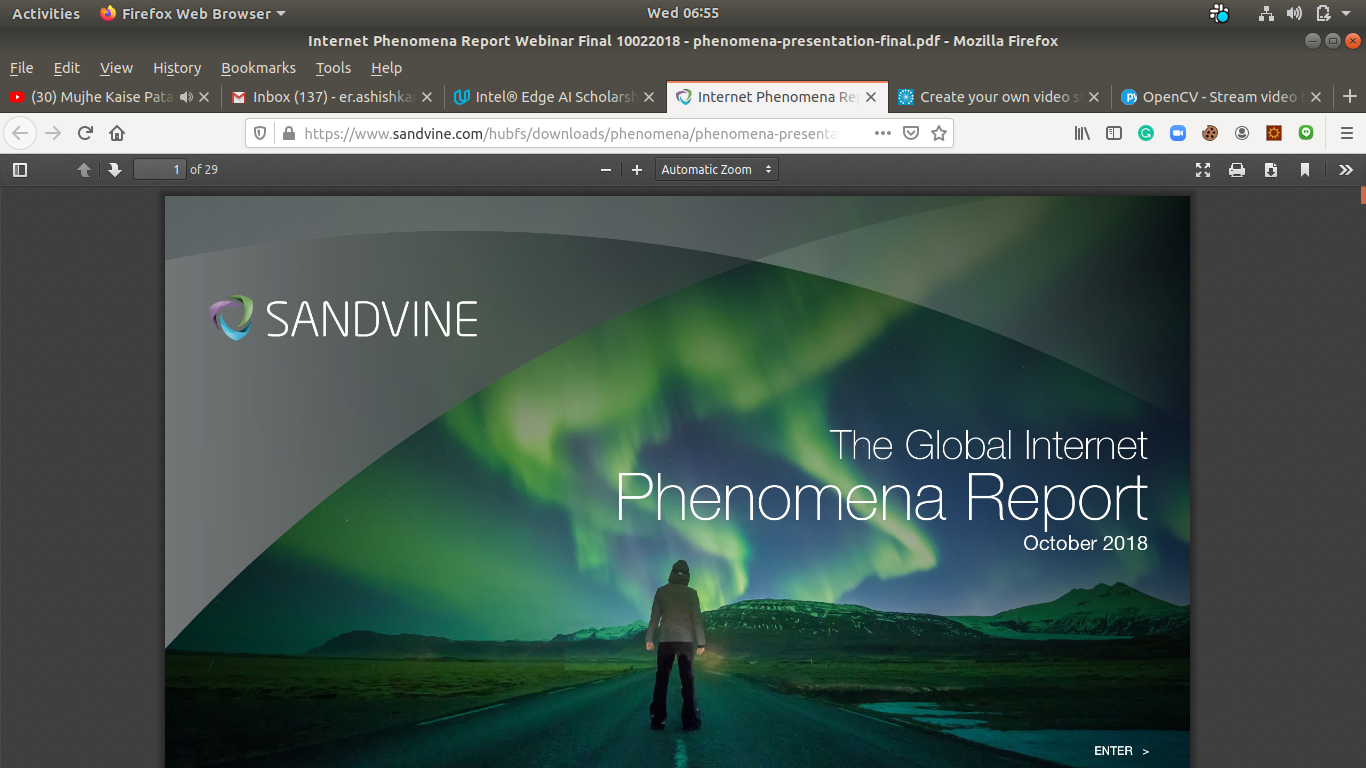 Activities
Firefox Web Browser
Wed 06:55
Internet Phenomena Report Webinar Final 10022018 - phenomena-presentation-final.pdf - Mozilla Firefox
File Edit View History Bookmarks Tools Help
(30) Mujhe Kaise Pata
Inbox (137) - er.ashishka
Intel® Edge AI Scholarsh
Internet Phenomena Re
Create your own video s
OpenCV - Stream video
https://www.sandvine.com/hubfs/downloads/phenomena/phenomena-presenta
1 of 29
Automatic Zoom
SANDVINE
The Global Internet
Phenomena Report
October 2018
ENTER >